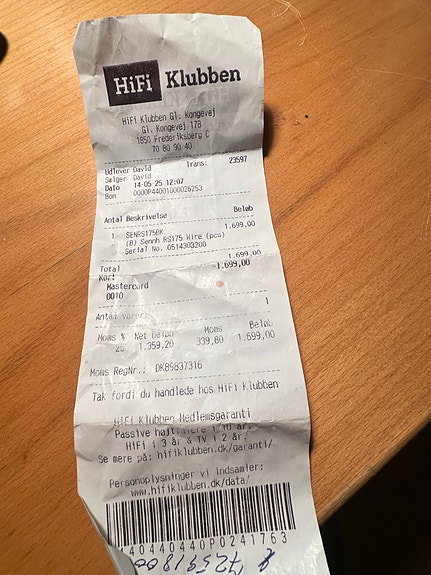 HiFi Klubben
HiFi Klubben Gl. Kongevej
Gl. Kongevej 17B
1850 Frederiksberg C
70 80 90 40
Udlever David Trans: 23597
Sælger David
Dato 14-05-25 12:07
Bon 0000P44001000026253
Antal Beskrivelse Beløb
1 SENRS175BK 1.699,00
(B) Sennh RS175 Wire (pcs)
Serial No. 0514303200
1.699,00
Total -1.699,00
Kort
Mastercard
0010
Antal varer: 1
Moms % Net beløb Moms Beløb
25 1.359,20 339,80 1.699,00
Moms RegNr.: DK89837316
Tak fordi du handlede hos HiFi Klubben
HiFi Klubben Medlemsgaranti
Passive højttalere i 10 år.
HiFi i 3 år & TV i 2 år.
Se mere på: hifiklubben.dk/garanti/
Personoplysninger vi indsamler:
www.hifiklubben.dk/data/
40440440P0241763